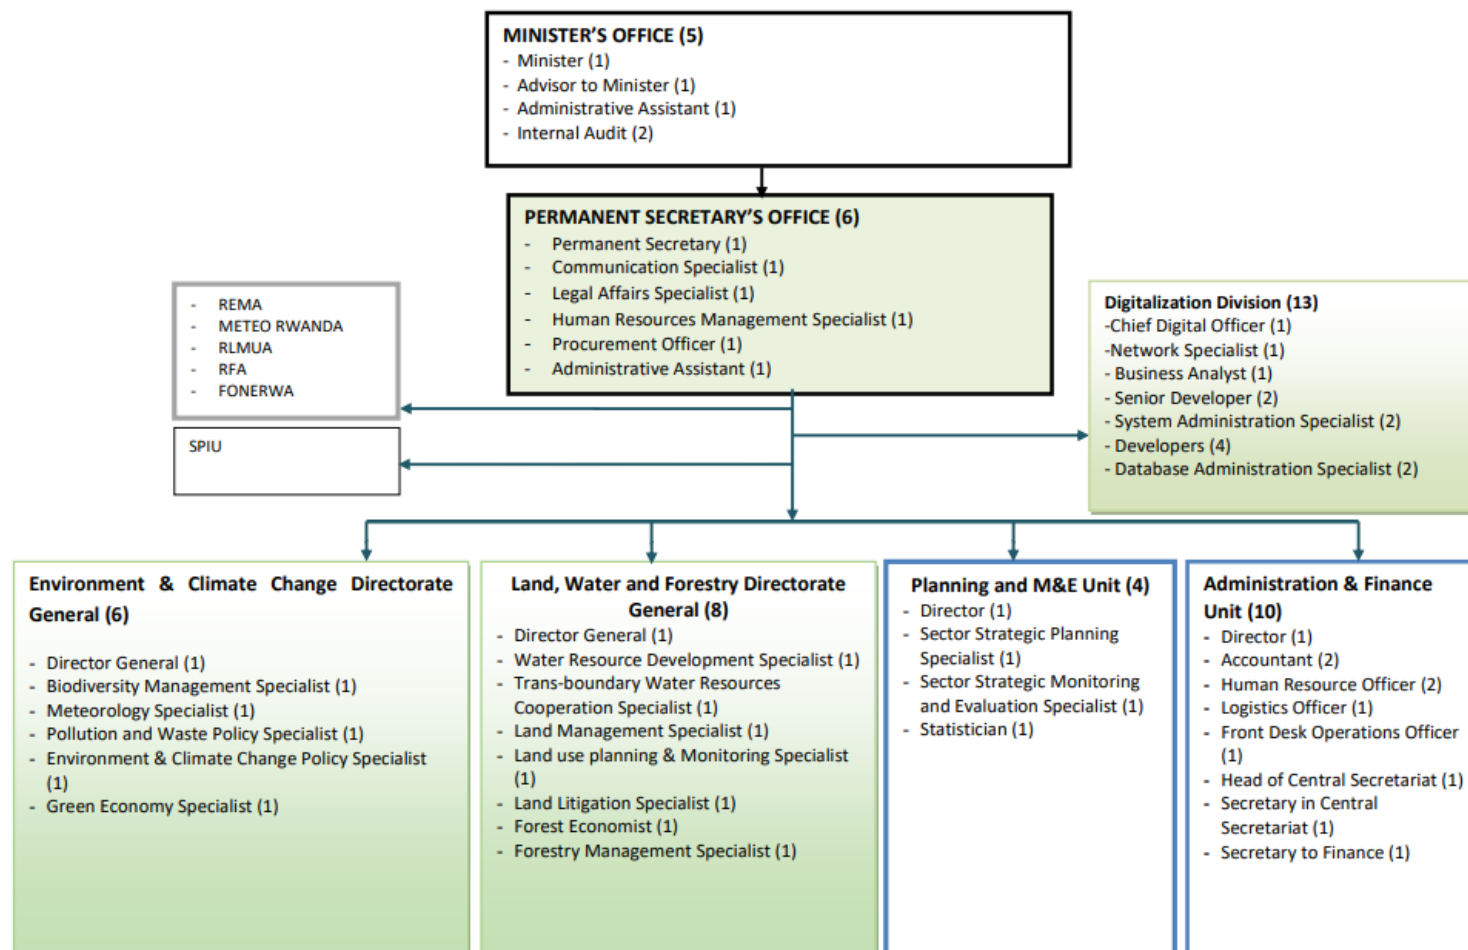 MINISTER'S OFFICE (5)
- Minister (1)
- Advisor to Minister (1)
- Administrative Assistant (1)
- Internal Audit (2)
PERMANENT SECRETARY'S OFFICE (6)
- Permanent Secretary (1)
- Communication Specialist (1)
- Legal Affairs Specialist (1)
- Human Resources Management Specialist (1)
- Procurement Officer (1)
- Administrative Assistant (1)
- REMA
- METEO RWANDA
- RLMUA
- RFA
- FONERWA
SPIU
Digitalization Division (13)
-Chief Digital Officer (1)
-Network Specialist (1)
- Business Analyst (1)
- Senior Developer (2)
- System Administration Specialist (2)
- Developers (4)
- Database Administration Specialist (2)
Environment & Climate Change Directorate
General (6)
- Director General (1)
- Biodiversity Management Specialist (1)
- Meteorology Specialist (1)
- Pollution and Waste Policy Specialist (1)
- Environment & Climate Change Policy Specialist
(1)
- Green Economy Specialist (1)
Land, Water and Forestry Directorate
General (8)
- Director General (1)
- Water Resource Development Specialist (1)
- Trans-boundary Water Resources
Cooperation Specialist (1)
- Land Management Specialist (1)
- Land use planning & Monitoring Specialist
(1)
- Land Litigation Specialist (1)
- Forest Economist (1)
- Forestry Management Specialist (1)
Planning and M&E Unit (4)
- Director (1)
- Sector Strategic Planning
Specialist (1)
- Sector Strategic Monitoring
and Evaluation Specialist (1)
- Statistician (1)
Administration & Finance
Unit (10)
- Director (1)
- Accountant (2)
- Human Resource Officer (2)
- Logistics Officer (1)
- Front Desk Operations Officer
(1)
- Head of Central Secretariat (1)
- Secretary in Central
Secretariat (1)
- Secretary to Finance (1)